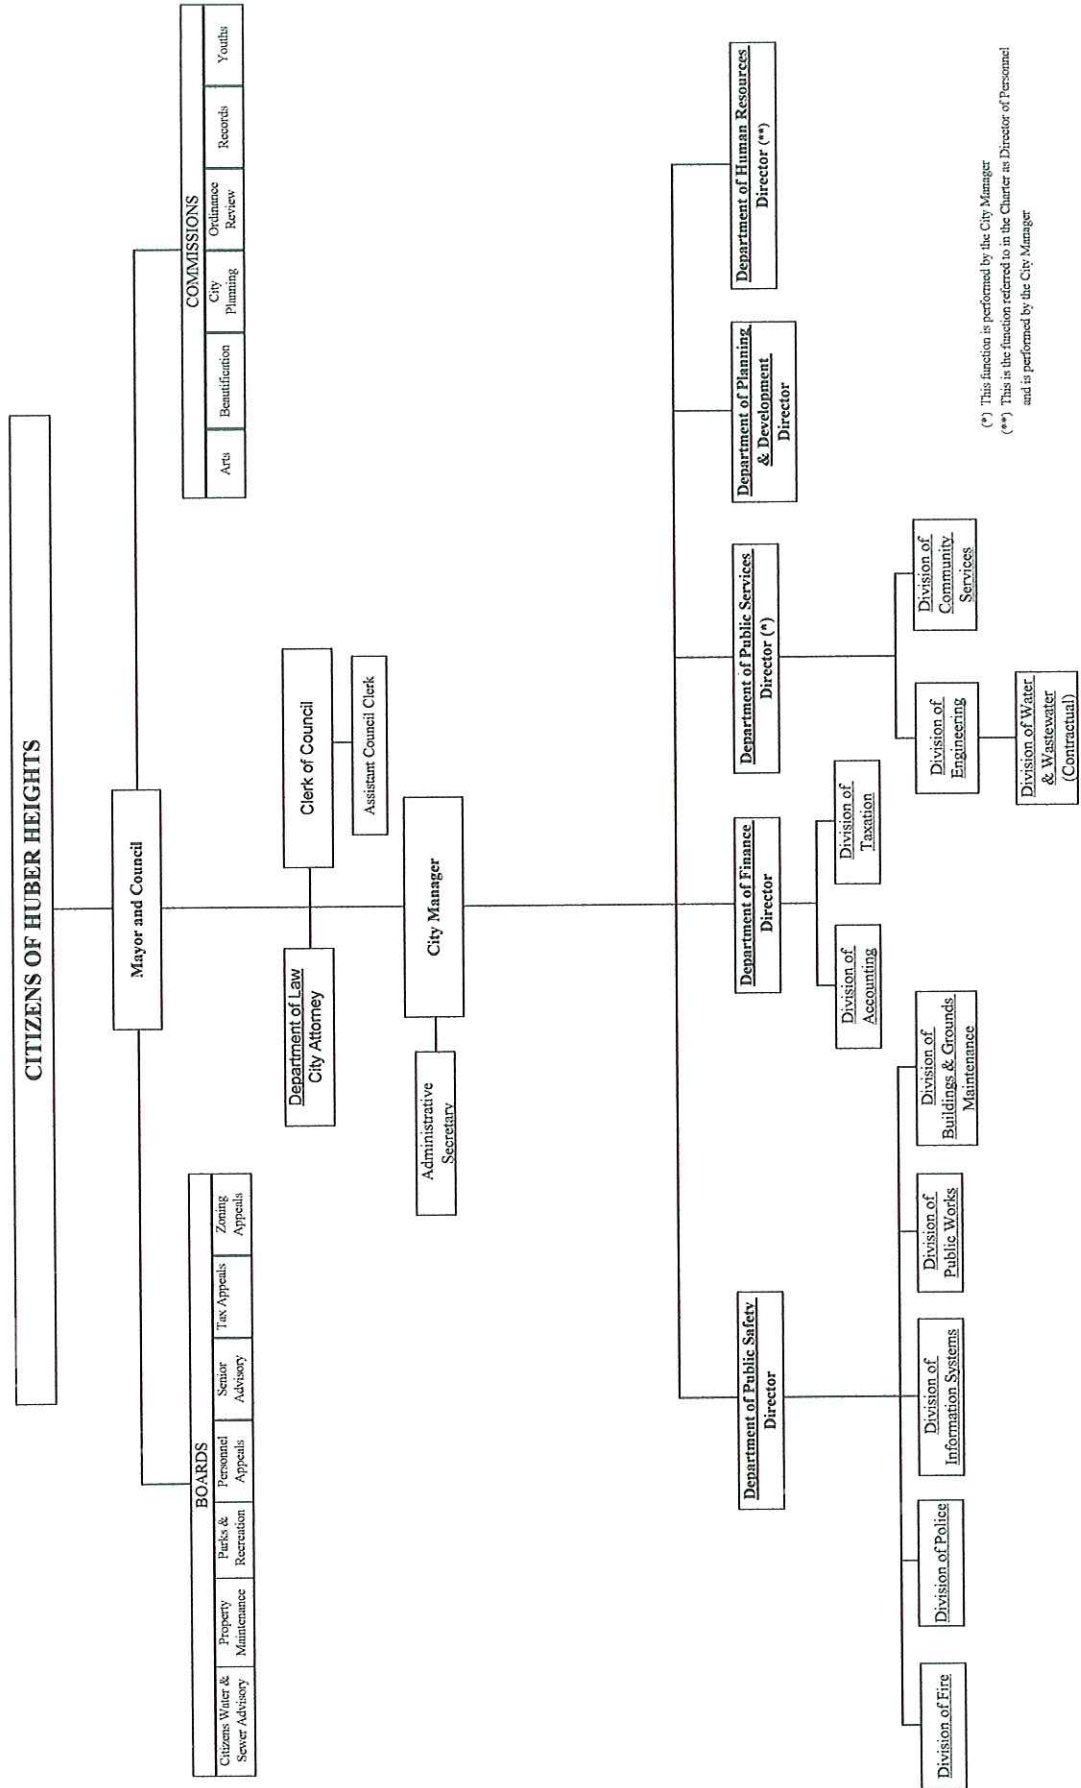 CITIZENS OF HUBER HEIGHTS
Mayor and Council
BOARDS
Citizens Water &
Sewer Advisory
Property
Maintenance
Parks &
Recreation
Personnel
Appeals
Senior
Advisory
Tax Appeals
Zoning
Appeals
COMMISSIONS
Arts
Beautification
City
Planning
Ordinance
Review
Records
Youths
Department of Law
City Attorney
Clerk of Council
Assistant Council Clerk
City Manager
Administrative
Secretary
Department of Public Safety
Director
Department of Finance
Director
Department of Public Services
Director (*)
Department of Planning
& Development
Director
Department of Human Resources
Director (**)
Division of Fire
Division of Police
Division of
Information Systems
Division of
Public Works
Division of
Buildings & Grounds
Maintenance
Division of
Accounting
Division of
Taxation
Division of
Engineering
Division of
Community
Services
Division of Water
& Wastewater
(Contractual)
(*) This function is performed by the City Manager
(**) This is the function referred to in the Charter as Director of Personnel
and is performed by the City Manager